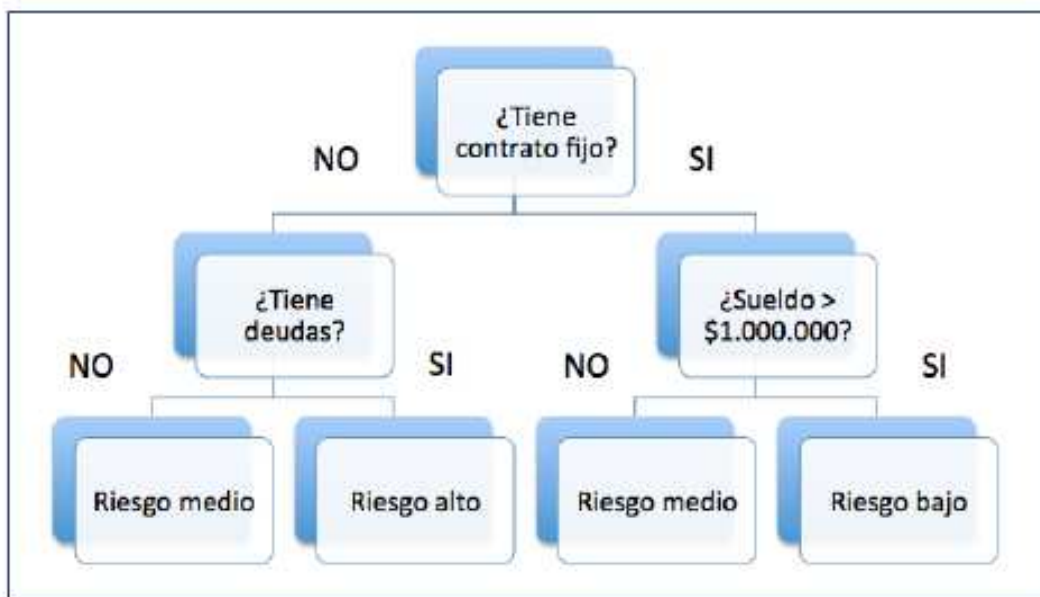 ¿Tiene
contrato fijo?
NO
SI
¿Tiene
deudas?
¿Sueldo >
$1.000.000?
NO
SI
NO
SI
Riesgo medio
Riesgo alto
Riesgo medio
Riesgo bajo